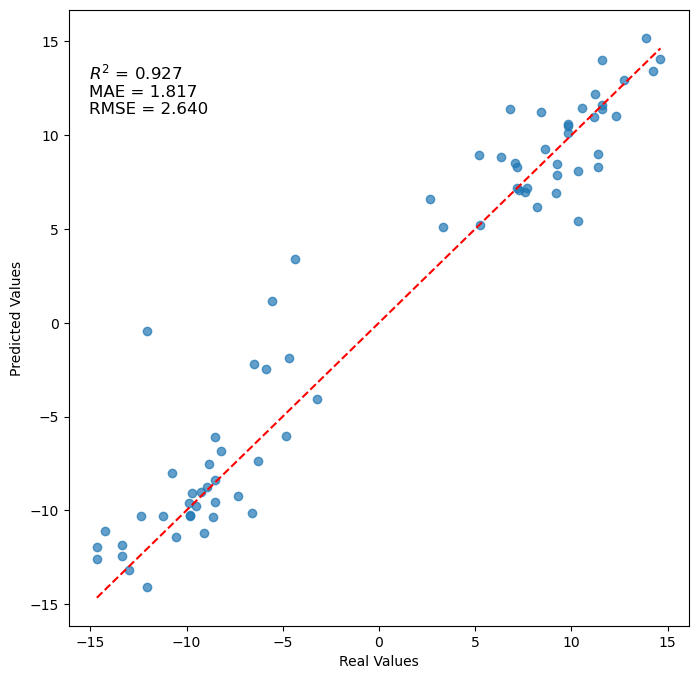 R² = 0.927
MAE = 1.817
RMSE = 2.640
15
10
5
0
−5
−10
−15
Predicted Values
−15 −10 −5 0 5 10 15
Real Values